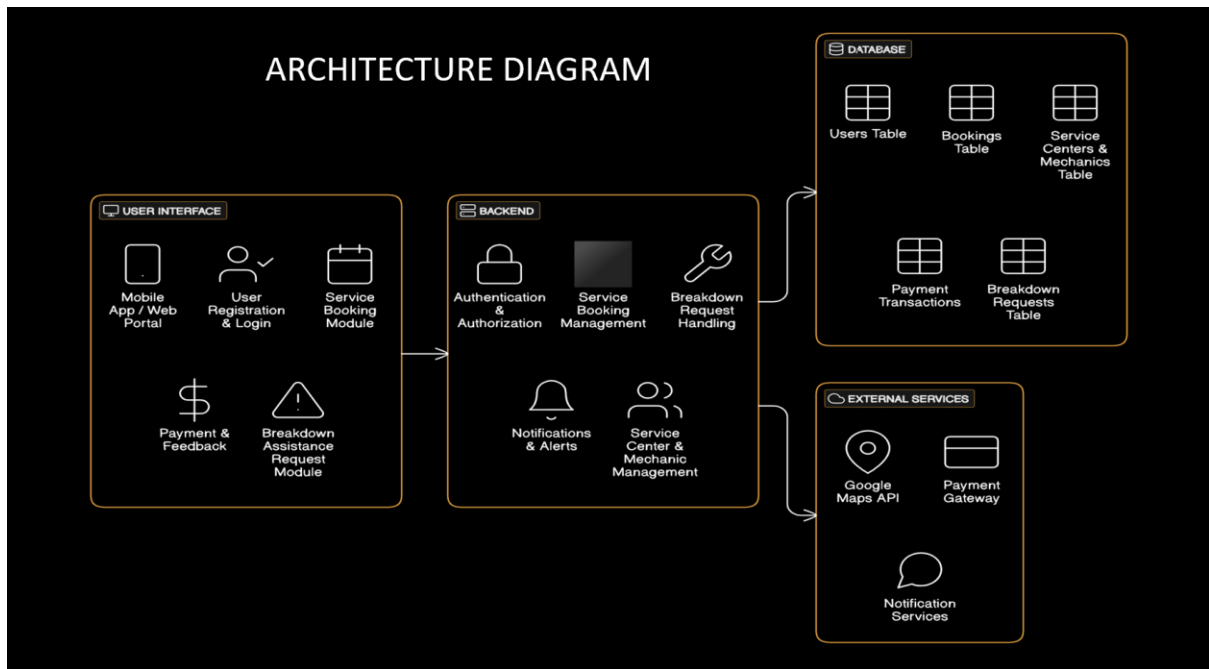 ARCHITECTURE DIAGRAM
USER INTERFACE
Mobile
App / Web
Portal
User
Registration
& Login
Service
Booking
Module
Payment &
Feedback
Breakdown
Assistance
Request
Module
BACKEND
Authentication
&
Authorization
Service
Booking
Management
Breakdown
Request
Handling
Notifications
& Alerts
Service
Center &
Mechanic
Management
DATABASE
Users Table
Bookings
Table
Service
Centers &
Mechanics
Table
Payment
Transactions
Breakdown
Requests
Table
EXTERNAL SERVICES
Google
Maps API
Payment
Gateway
Notification
Services